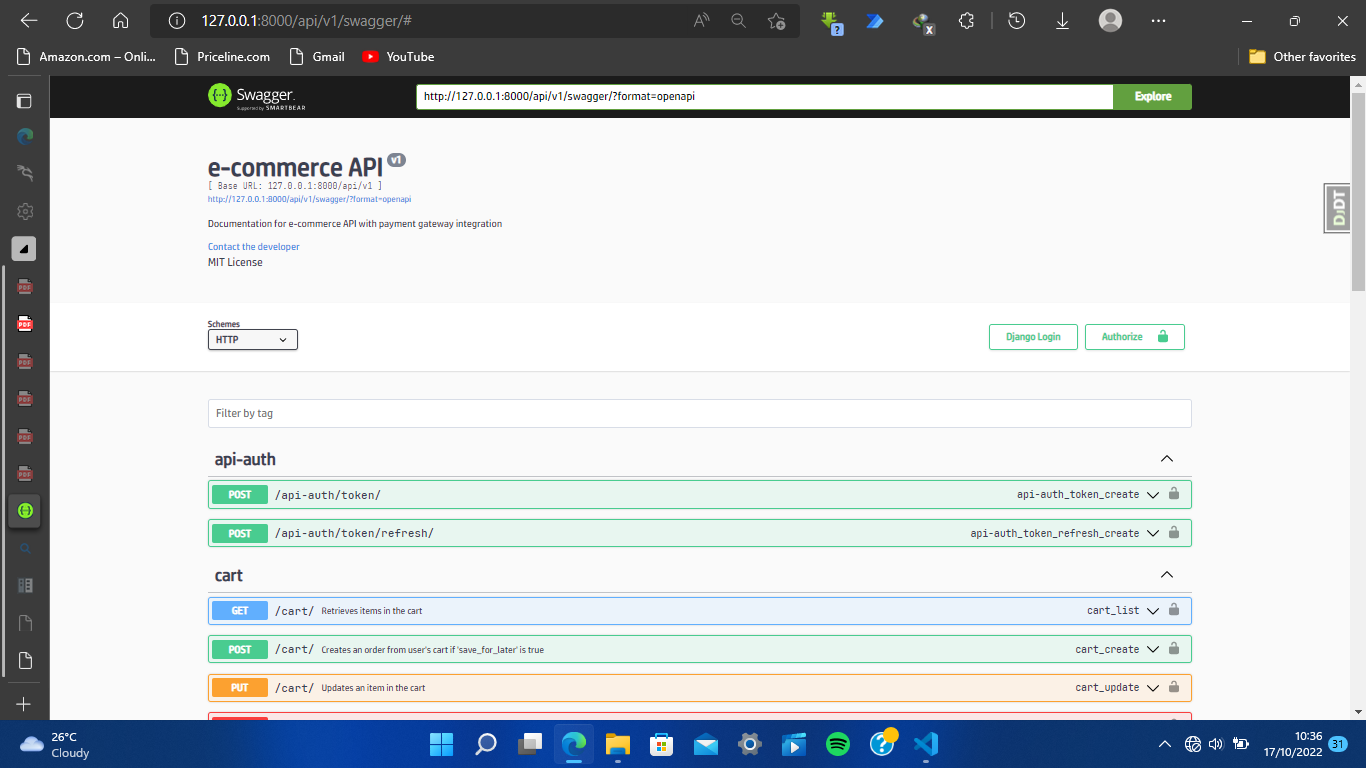 127.0.0.1:8000/api/v1/swagger/#
Amazon.com – Onli... Priceline.com Gmail YouTube Other favorites
Swagger. http://127.0.0.1:8000/api/v1/swagger/?format=openapi Explore
Supported by SMARTBEAR
e-commerce API v1
[ Base URL: 127.0.0.1:8000/api/v1 ]
http://127.0.0.1:8000/api/v1/swagger/?format=openapi
DJDT
Documentation for e-commerce API with payment gateway integration
Contact the developer
MIT License
Schemes
HTTP Django Login Authorize
Filter by tag
api-auth
POST /api-auth/token/ api-auth_token_create
POST /api-auth/token/refresh/ api-auth_token_refresh_create
cart
GET /cart/ Retrieves items in the cart cart_list
POST /cart/ Creates an order from user's cart if 'save_for_later' is true cart_create
PUT /cart/ Updates an item in the cart cart_update
26°C
Cloudy
10:36
17/10/2022 31